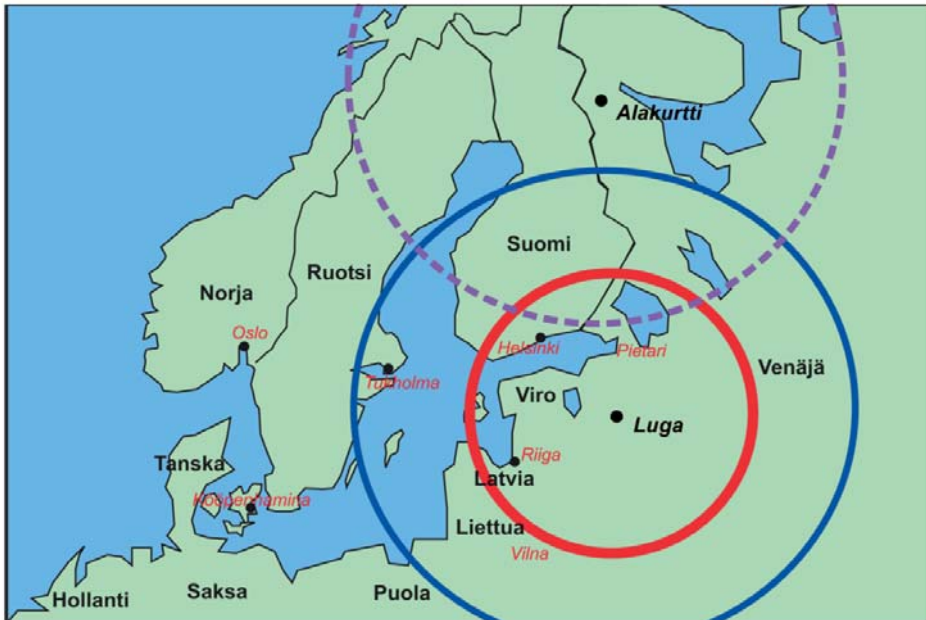 Alakurtti
Suomi
Ruotsi
Norja
Oslo
Helsinki
Pietari
Venäjä
Tukholma
Viro
Luga
Tanska
Riiga
Latvia
Kööpenhamina
Liettua
Vilna
Saksa
Puola
Hollanti